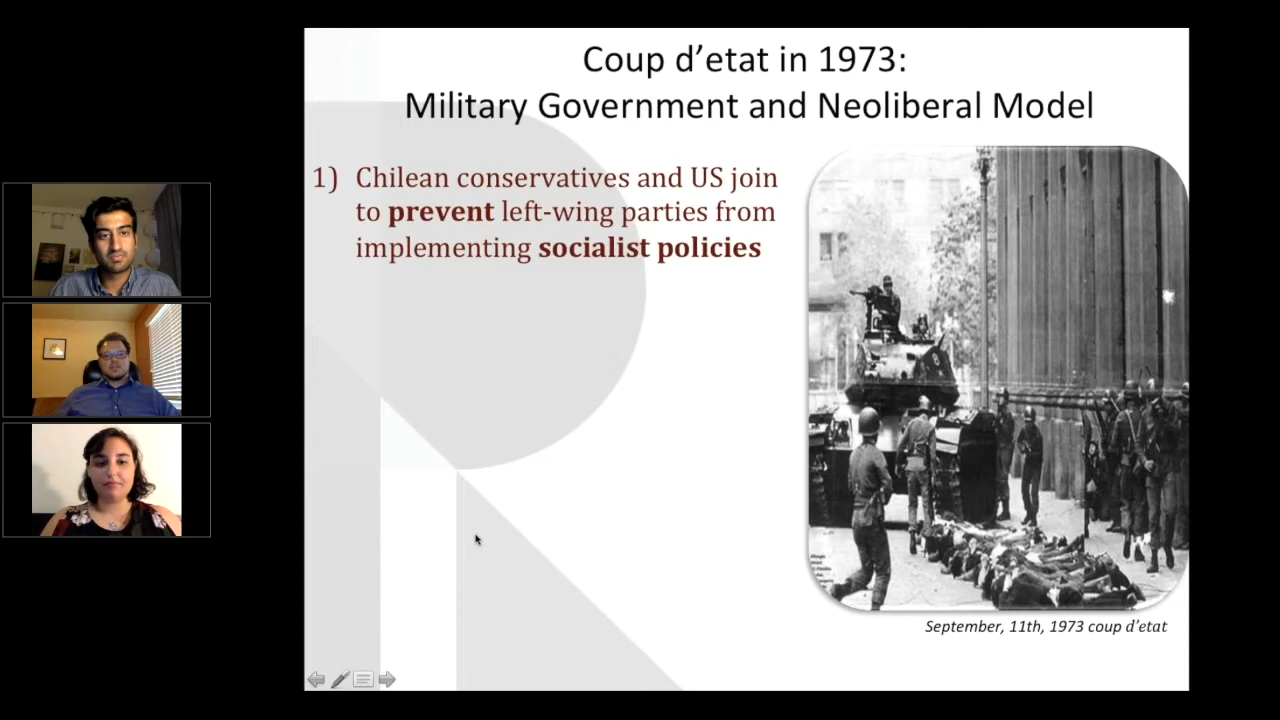 Coup d’etat in 1973:
Military Government and Neoliberal Model
1) Chilean conservatives and US join
to prevent left-wing parties from
implementing socialist policies
September, 11th, 1973 coup d’etat